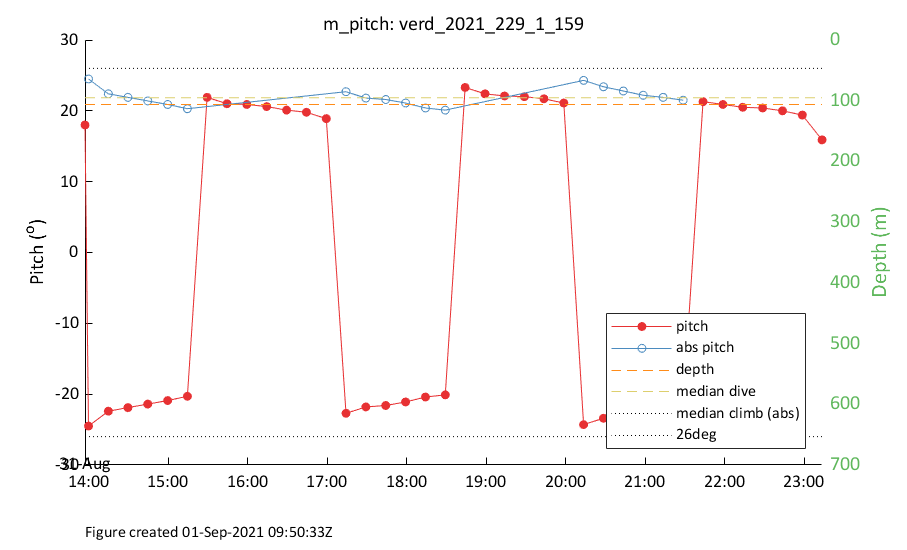 m_pitch: verd_2021_229_1_159
30
20
10
0
-10
-20
-30
Pitch (o)
0
100
200
300
400
500
600
700
Depth (m)
pitch
abs pitch
depth
median dive
median climb (abs)
26deg
31-Aug
14:00 15:00 16:00 17:00 18:00 19:00 20:00 21:00 22:00 23:00
Figure created 01-Sep-2021 09:50:33Z